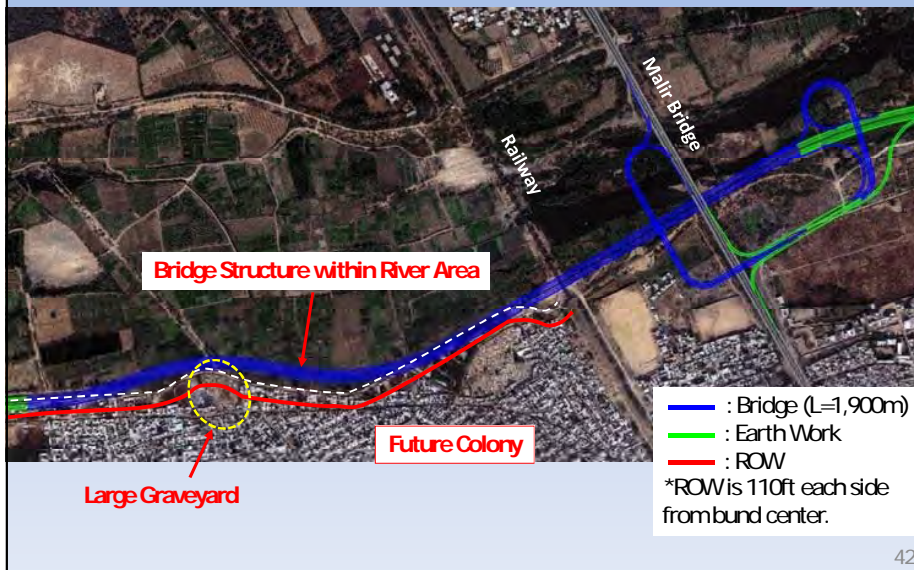 Malir Bridge
Railway
Bridge Structure within River Area
Future Colony
Large Graveyard
: Bridge (L=1,900m)
: Earth Work
: ROW
*ROW is 110ft each side
from bund center.
42